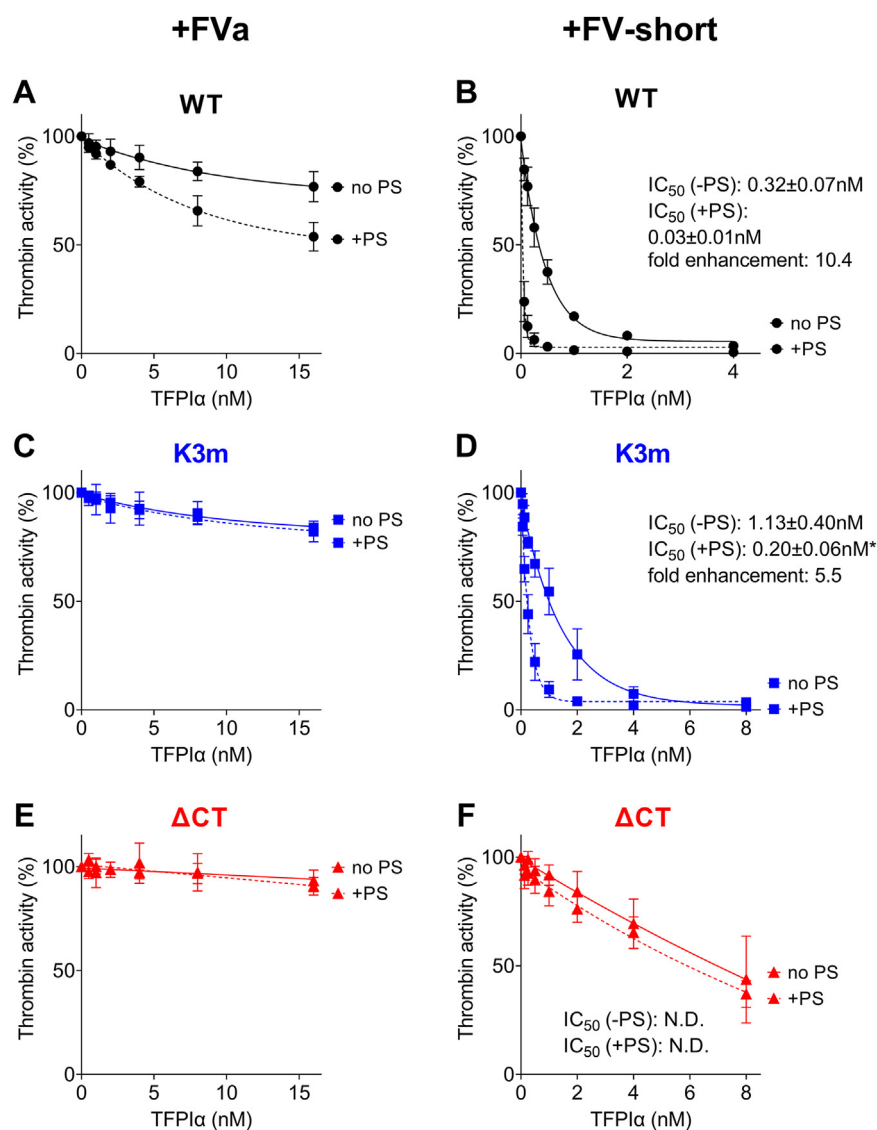 +FVa
+FV-short
A
WT
Thrombin activity (%)
100
50
0
0 5 10 15
TFPIα (nM)
no PS
+PS
B
WT
Thrombin activity (%)
100
50
0
0 2 4
TFPIα (nM)
IC50 (-PS): 0.32±0.07nM
IC50 (+PS):
0.03±0.01nM
fold enhancement: 10.4
no PS
+PS
C
K3m
Thrombin activity (%)
100
50
0
0 5 10 15
TFPIα (nM)
no PS
+PS
D
K3m
Thrombin activity (%)
100
50
0
0 2 4 6 8
TFPIα (nM)
IC50 (-PS): 1.13±0.40nM
IC50 (+PS): 0.20±0.06nM*
fold enhancement: 5.5
no PS
+PS
E
ΔCT
Thrombin activity (%)
100
50
0
0 5 10 15
TFPIα (nM)
no PS
+PS
F
ΔCT
Thrombin activity (%)
100
50
0
0 2 4 6 8
TFPIα (nM)
no PS
+PS
IC50 (-PS): N.D.
IC50 (+PS): N.D.